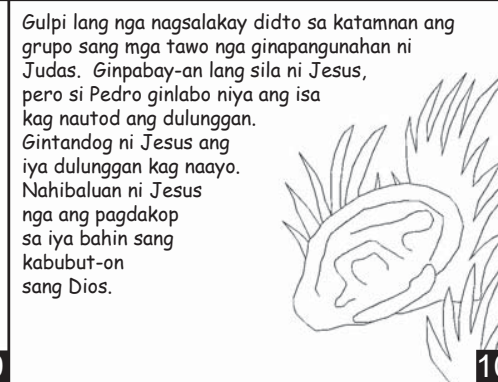 Gulpi lang nga nagsalakay didto sa katamnan ang
grupo sang mga tawo nga ginapangunahan ni
Judas.  Ginpabay-an lang sila ni Jesus,
pero si Pedro ginlabo niya ang isa
kag nautod ang dulunggan.
Gintandog ni Jesus ang
iya dulunggan kag naayo.
Nahibaluan ni Jesus
nga ang pagdakop
sa iya bahin sang
kabubut-on
sang Dios.